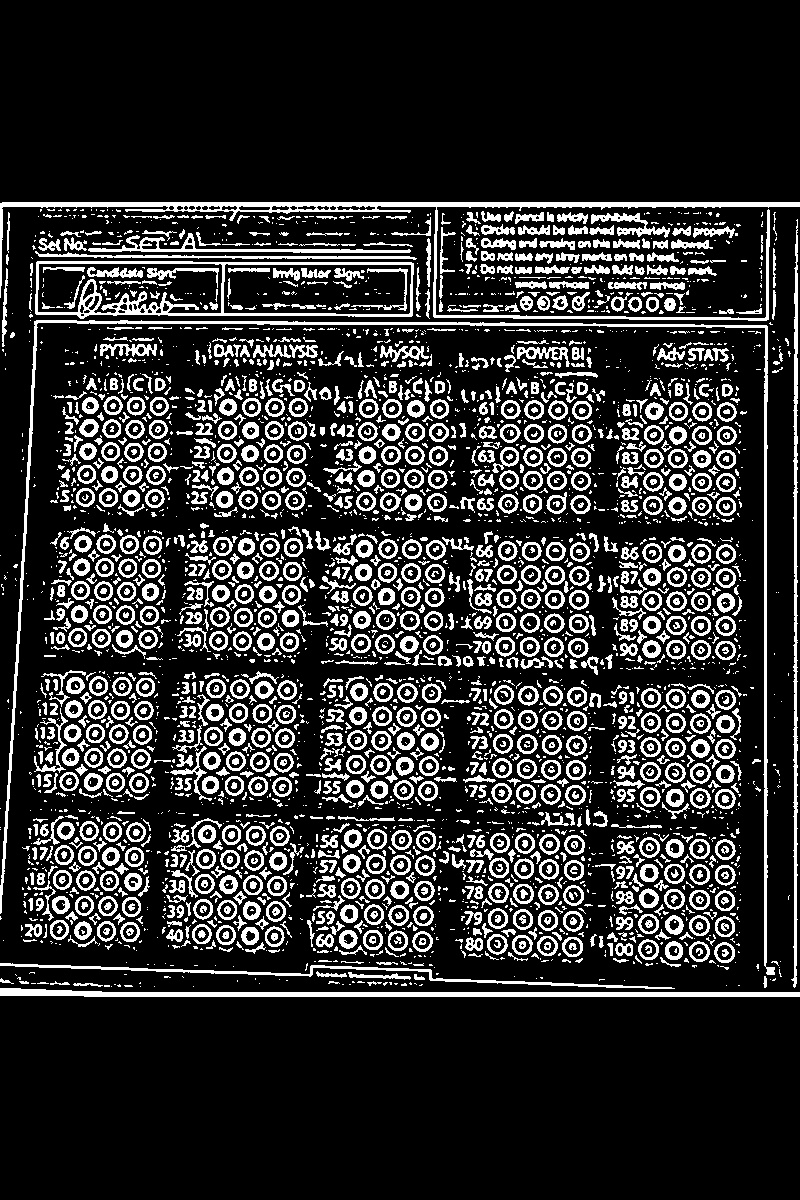 3. Use of pencil is strictly prohibited.
4. Circles should be darkened completely and properly.
5. Cutting and erasing on this sheet is not allowed.
6. Do not use any stray marks on the sheet.
7. Do not use marker or white fluid to hide the mark.
WRONG METHODS CORRECT METHOD
Set No: SET-A
Candidate Sign: Invigilator Sign:
PYTHON DATA ANALYSIS MySQL POWER BI Adv STATS
A B C D A B C D A B C D A B C D A B C D
1 21 41 61 81
2 22 42 62 82
3 23 43 63 83
4 24 44 64 84
5 25 45 65 85
6 26 46 66 86
7 27 47 67 87
8 28 48 68 88
9 29 49 69 89
10 30 50 70 90
11 31 51 71 91
12 32 52 72 92
13 33 53 73 93
14 34 54 74 94
15 35 55 75 95
16 36 56 76 96
17 37 57 77 97
18 38 58 78 98
19 39 59 79 99
20 40 60 80 100